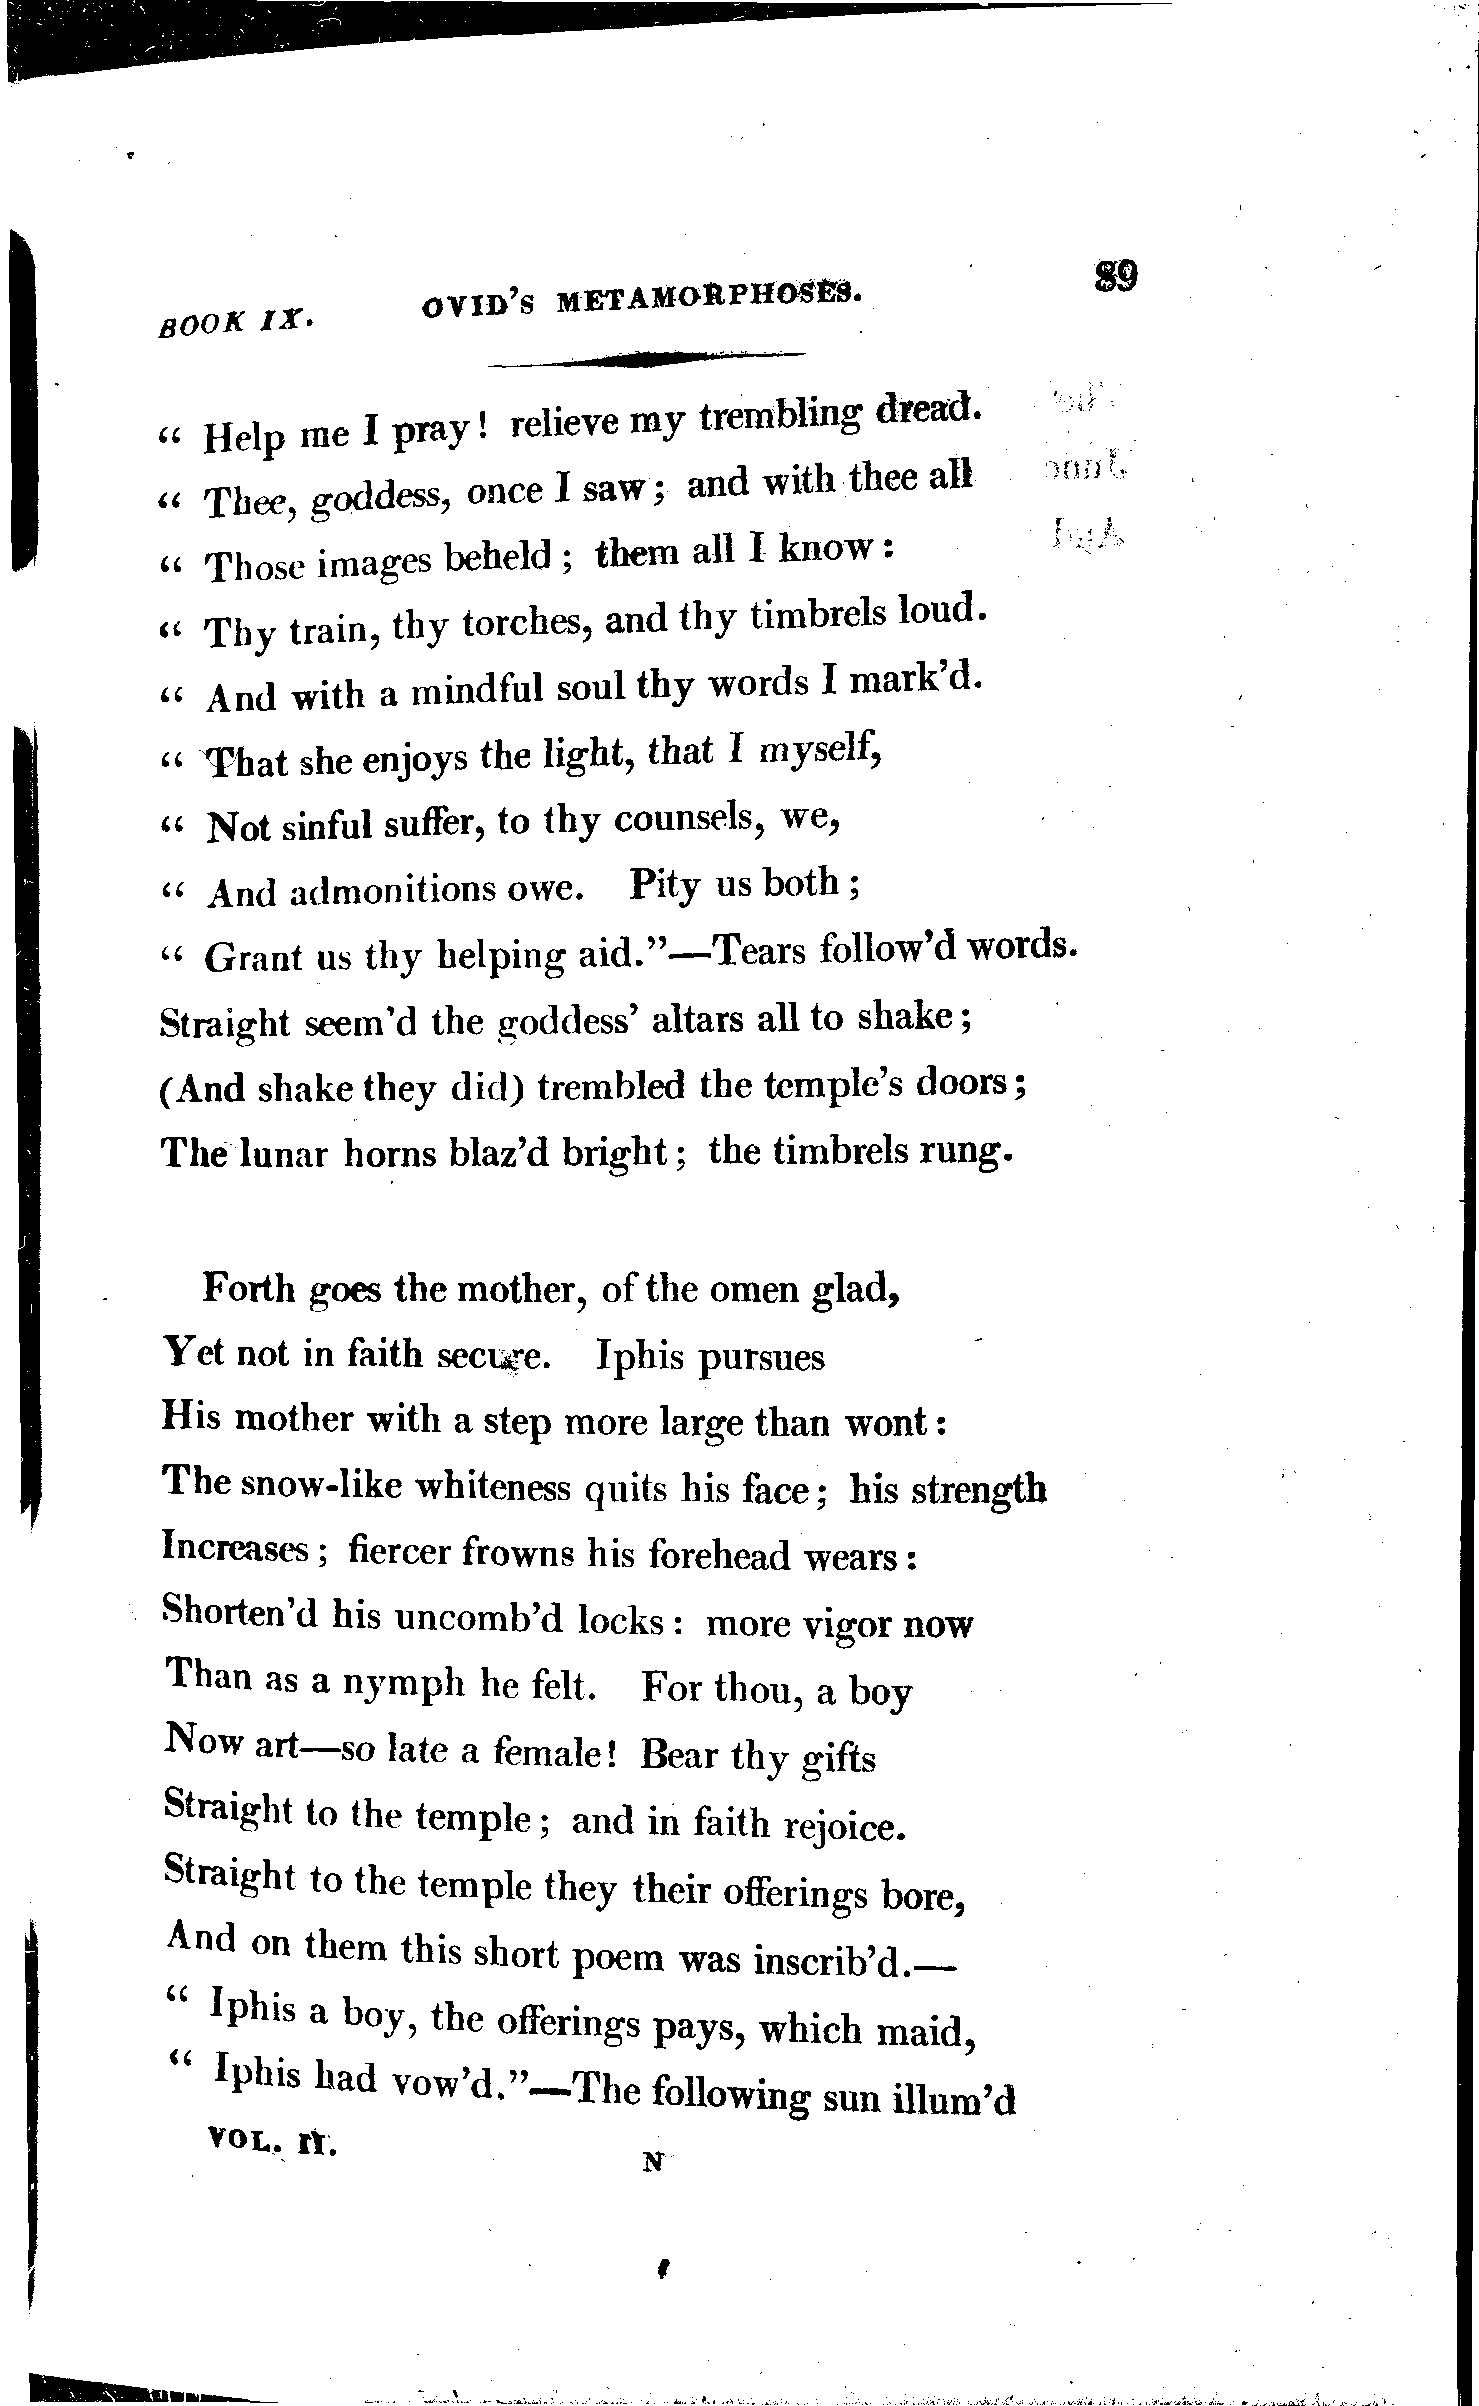 BOOK IX. OVID'S METAMORPHOSES. 89
“ Help me I pray! relieve my trembling dread.
“ Thee, goddess, once I saw; and with thee all
“ Those images beheld; them all I know:
“ Thy train, thy torches, and thy timbrels loud.
“ And with a mindful soul thy words I mark'd.
“ That she enjoys the light, that I myself,
“ Not sinful suffer, to thy counsels, we,
“ And admonitions owe. Pity us both;
“ Grant us thy helping aid.”—Tears follow'd words.
Straight seem'd the goddess' altars all to shake;
(And shake they did) trembled the temple's doors;
The lunar horns blaz'd bright; the timbrels rung.
Forth goes the mother, of the omen glad,
Yet not in faith secure. Iphis pursues
His mother with a step more large than wont:
The snow-like whiteness quits his face; his strength
Increases; fiercer frowns his forehead wears:
Shorten'd his uncomb'd locks: more vigor now
Than as a nymph he felt. For thou, a boy
Now art—so late a female! Bear thy gifts
Straight to the temple; and in faith rejoice.
Straight to the temple they their offerings bore,
And on them this short poem was inscrib'd.—
“ Iphis a boy, the offerings pays, which maid,
“ Iphis had vow'd.”—The following sun illum'd
VOL. II. N